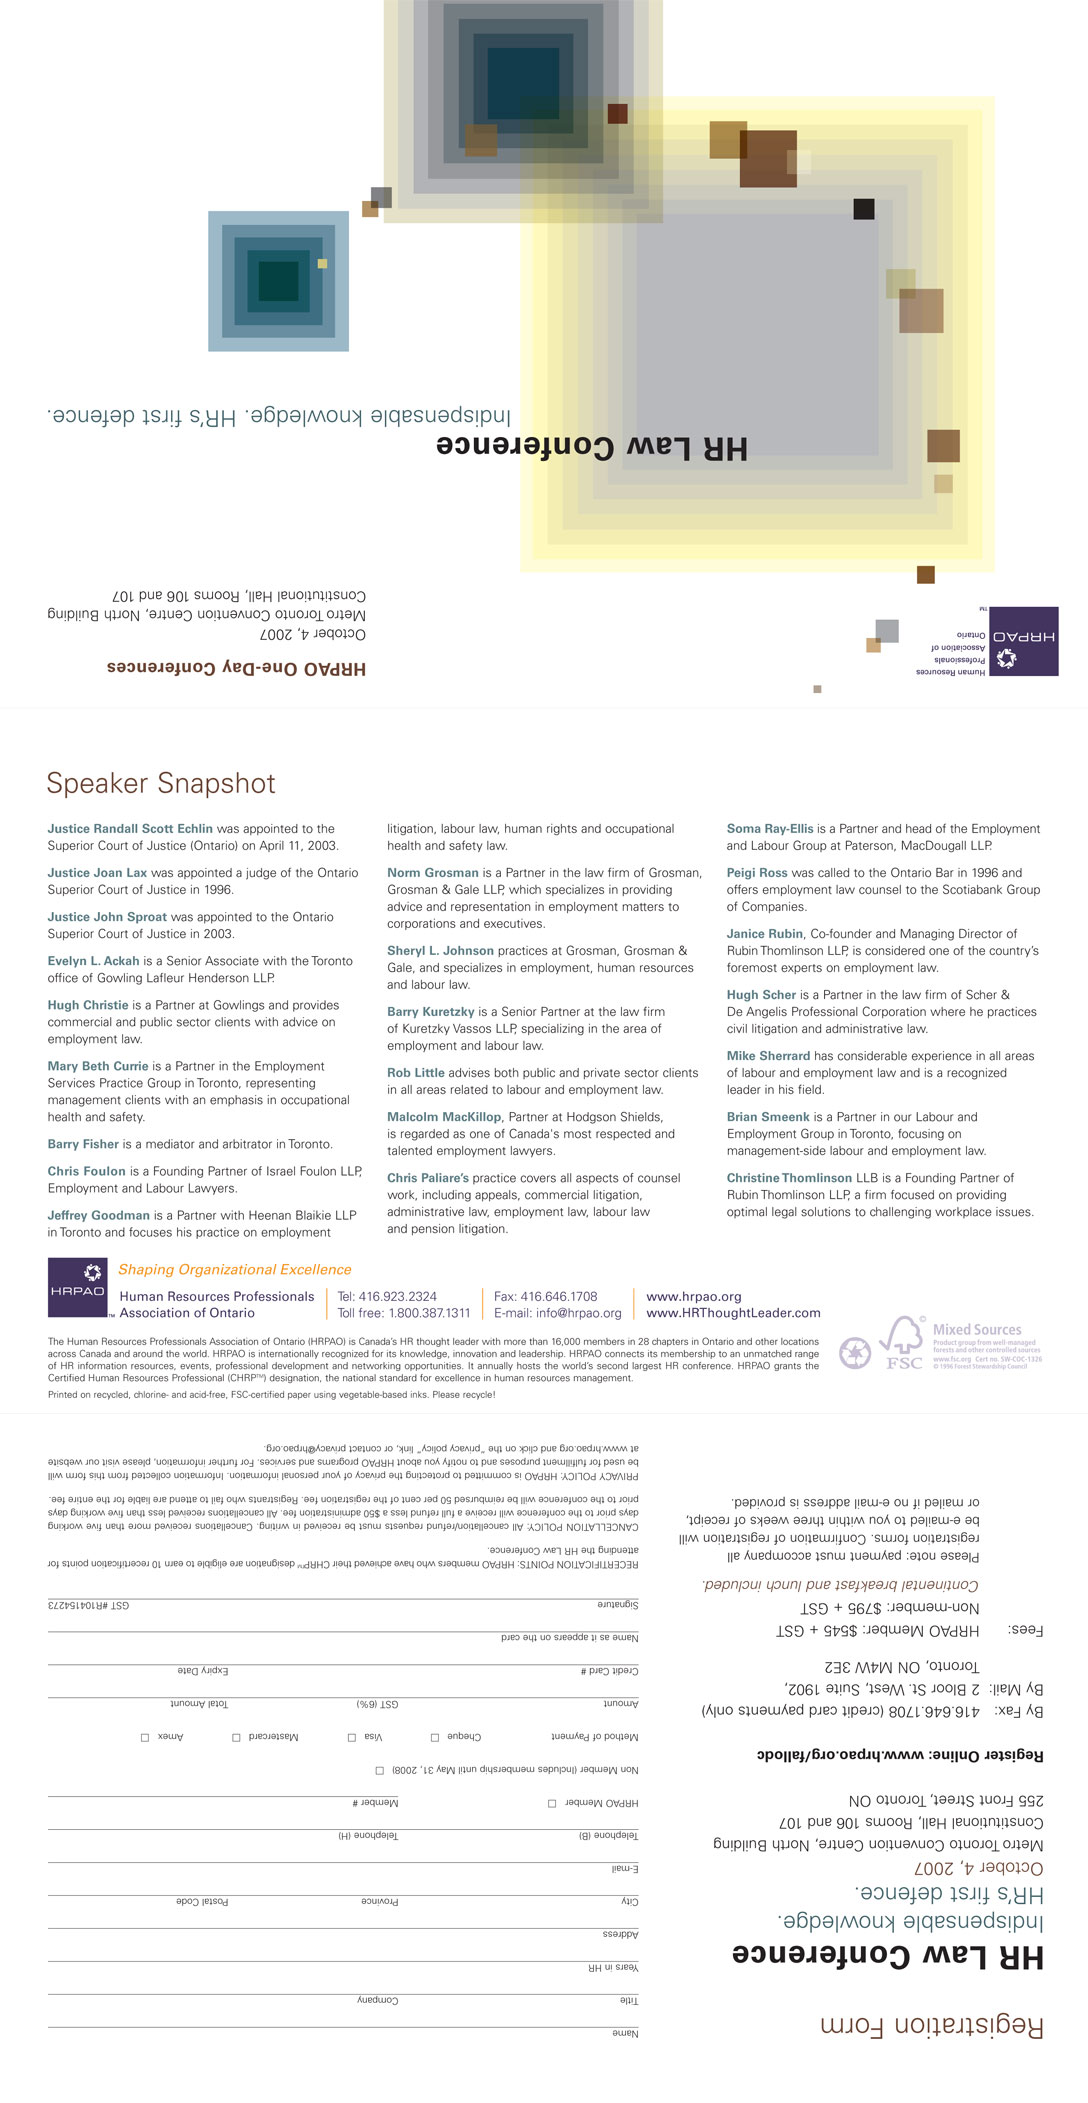 HR Law Conference
Indispensable knowledge. HR's first defence.
HRPAO One-Day Conferences
October 4, 2007
Metro Toronto Convention Centre, North Building
Constitutional Hall, Rooms 106 and 107
HRPAO
TM
Human Resources
Professionals
Association of
Ontario
Speaker Snapshot
Justice Randall Scott Echlin was appointed to the
Superior Court of Justice (Ontario) on April 11, 2003.
Justice Joan Lax was appointed a judge of the Ontario
Superior Court of Justice in 1996.
Justice John Sproat was appointed to the Ontario
Superior Court of Justice in 2003.
Evelyn L. Ackah is a Senior Associate with the Toronto
office of Gowling Lafleur Henderson LLP.
Hugh Christie is a Partner at Gowlings and provides
commercial and public sector clients with advice on
employment law.
Mary Beth Currie is a Partner in the Employment
Services Practice Group in Toronto, representing
management clients with an emphasis in occupational
health and safety.
Barry Fisher is a mediator and arbitrator in Toronto.
Chris Foulon is a Founding Partner of Israel Foulon LLP,
Employment and Labour Lawyers.
Jeffrey Goodman is a Partner with Heenan Blaikie LLP
in Toronto and focuses his practice on employment
litigation, labour law, human rights and occupational
health and safety law.
Norm Grosman is a Partner in the law firm of Grosman,
Grosman & Gale LLP, which specializes in providing
advice and representation in employment matters to
corporations and executives.
Sheryl L. Johnson practices at Grosman, Grosman &
Gale, and specializes in employment, human resources
and labour law.
Barry Kuretzky is a Senior Partner at the law firm
of Kuretzky Vassos LLP, specializing in the area of
employment and labour law.
Rob Little advises both public and private sector clients
in all areas related to labour and employment law.
Malcolm MacKillop, Partner at Hodgson Shields,
is regarded as one of Canada's most respected and
talented employment lawyers.
Chris Paliare's practice covers all aspects of counsel
work, including appeals, commercial litigation,
administrative law, employment law, labour law
and pension litigation.
Soma Ray-Ellis is a Partner and head of the Employment
and Labour Group at Paterson, MacDougall LLP.
Peigi Ross was called to the Ontario Bar in 1996 and
offers employment law counsel to the Scotiabank Group
of Companies.
Janice Rubin, Co-founder and Managing Director of
Rubin Thomlinson LLP, is considered one of the country's
foremost experts on employment law.
Hugh Scher is a Partner in the law firm of Scher &
De Angelis Professional Corporation where he practices
civil litigation and administrative law.
Mike Sherrard has considerable experience in all areas
of labour and employment law and is a recognized
leader in his field.
Brian Smeenk is a Partner in our Labour and
Employment Group in Toronto, focusing on
management-side labour and employment law.
Christine Thomlinson LLB is a Founding Partner of
Rubin Thomlinson LLP, a firm focused on providing
optimal legal solutions to challenging workplace issues.
HRPAO
TM
Shaping Organizational Excellence
Human Resources Professionals
Association of Ontario
Tel: 416.923.2324
Toll free: 1.800.387.1311
Fax: 416.646.1708
E-mail: info@hrpao.org
www.hrpao.org
www.HRThoughtLeader.com
The Human Resources Professionals Association of Ontario (HRPAO) is Canada's HR thought leader with more than 16,000 members in 28 chapters in Ontario and other locations
across Canada and around the world. HRPAO is internationally recognized for its knowledge, innovation and leadership. HRPAO connects its membership to an unmatched range
of HR information resources, events, professional development and networking opportunities. It annually hosts the world's second largest HR conference. HRPAO grants the
Certified Human Resources Professional (CHRP™) designation, the national standard for excellence in human resources management.
Printed on recycled, chlorine- and acid-free, FSC-certified paper using vegetable-based inks. Please recycle!
FSC
©
Mixed Sources
Product group from well-managed
forests and other controlled sources
www.fsc.org Cert no. SW-COC-1326
© 1996 Forest Stewardship Council
Registration Form
HR Law Conference
Indispensable knowledge.
HR's first defence.
October 4, 2007
Metro Toronto Convention Centre, North Building
Constitutional Hall, Rooms 106 and 107
255 Front Street, Toronto ON
Register Online: www.hrpao.org/fallodc
By Fax: 416.646.1708 (credit card payments only)
By Mail: 2 Bloor St. West, Suite 1902,
Toronto, ON M4W 3E2
Fees: HRPAO Member: $545 + GST
Non-member: $795 + GST
Continental breakfast and lunch included.
Please note: payment must accompany all
registration forms. Confirmation of registration will
be e-mailed to you within three weeks of receipt,
or mailed if no e-mail address is provided.
Name
Title Company
Years in HR
Address
City Province Postal Code
E-mail
Telephone (B) Telephone (H)
HRPAO Member □ Member #
Non Member (Includes membership until May 31, 2008) □
Method of Payment Cheque □ Visa □ Mastercard □ Amex □
Amount GST (6%) Total Amount
Credit Card # Expiry Date
Name as it appears on the card
Signature GST #R104154273
RECERTIFICATION POINTS: HRPAO members who have achieved their CHRP™ designation are eligible to earn 10 recertification points for
attending the HR Law Conference.
CANCELLATION POLICY: All cancellation/refund requests must be received in writing. Cancellations received more than five working
days prior to the conference will receive a full refund less a $50 administration fee. All cancellations received less than five working days
prior to the conference will be reimbursed 50 per cent of the registration fee. Registrants who fail to attend are liable for the entire fee.
PRIVACY POLICY: HRPAO is committed to protecting the privacy of your personal information. Information collected from this form will
be used for fulfillment purposes and to notify you about HRPAO programs and services. For further information, please visit our website
at www.hrpao.org and click on the "privacy policy" link, or contact privacy@hrpao.org.